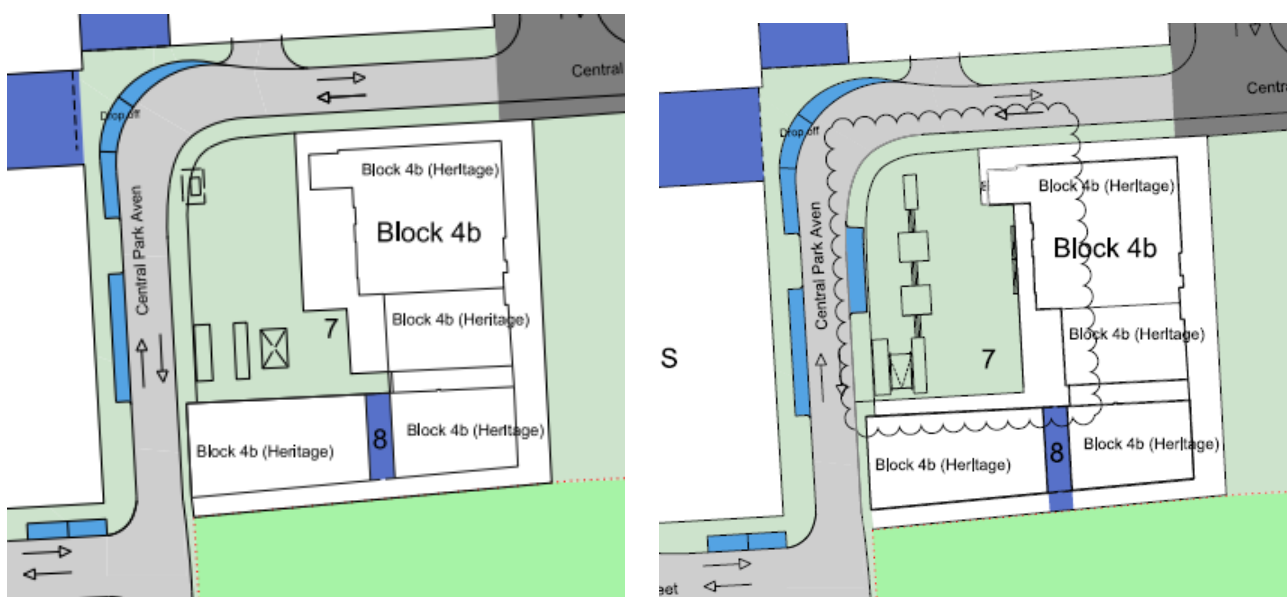 Central
Drop off
Block 4b (Heritage)
Block 4b
Central Park Aven
Block 4b (Heritage)
7
Block 4b (Heritage)
8
Block 4b (Heritage)
Centra
Drop off
Block 4b (Heritage)
Block 4b
Central Park Aven
Block 4b (Heritage)
S
7
Block 4b (Heritage)
8
Block 4b (Heritage)
eet